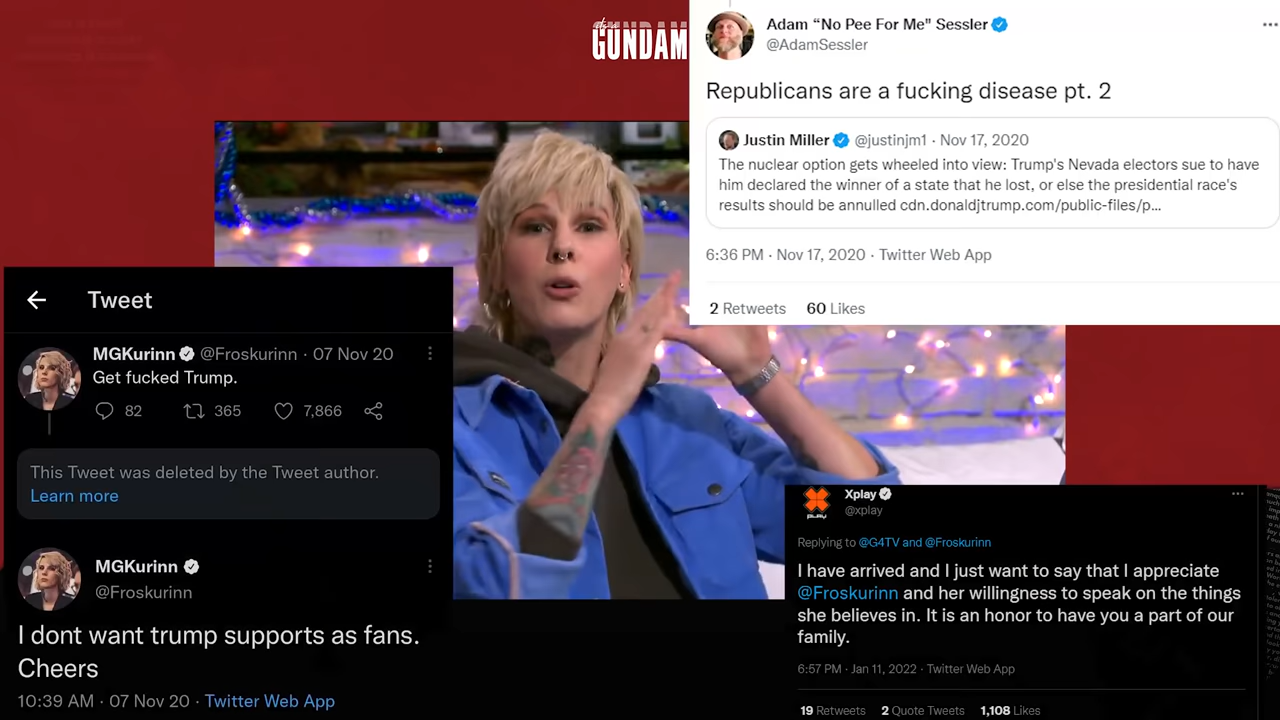 it's a
GUNDAM
Adam “No Pee For Me" Sessler
@AdamSessler
Republicans are a fucking disease pt. 2
Justin Miller @justinjm1 · Nov 17, 2020
The nuclear option gets wheeled into view: Trump's Nevada electors sue to have
him declared the winner of a state that he lost, or else the presidential race's
results should be annulled cdn.donaldjtrump.com/public-files/p...
6:36 PM · Nov 17, 2020 · Twitter Web App
2 Retweets 60 Likes
Tweet
MGKurinn @Froskurinn · 07 Nov 20
Get fucked Trump.
82 365 7,866
This Tweet was deleted by the Tweet author.
Learn more
MGKurinn
@Froskurinn
I dont want trump supports as fans.
Cheers
10:39 AM · 07 Nov 20 · Twitter Web App
PLAY
Xplay
@xplay
Replying to @G4TV and @Froskurinn
I have arrived and I just want to say that I appreciate
@Froskurinn and her willingness to speak on the things
she believes in. It is an honor to have you a part of our
family.
6:57 PM · Jan 11, 2022 · Twitter Web App
19 Retweets 2 Quote Tweets 1,108 Likes